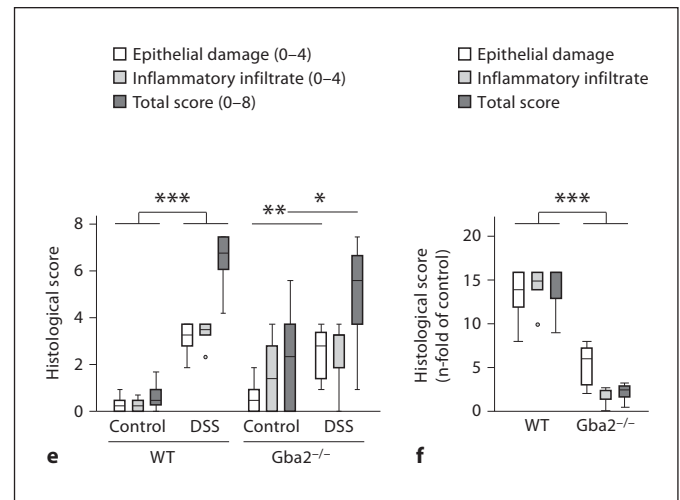 Epithelial damage (0–4)
Inflammatory infiltrate (0–4)
Total score (0–8)
Epithelial damage
Inflammatory infiltrate
Total score
***
**
*
Histological score
8
6
4
2
0
Control
DSS
Control
DSS
WT
Gba2–/–
e
***
Histological score
(n-fold of control)
20
15
10
5
0
WT
Gba2–/–
f